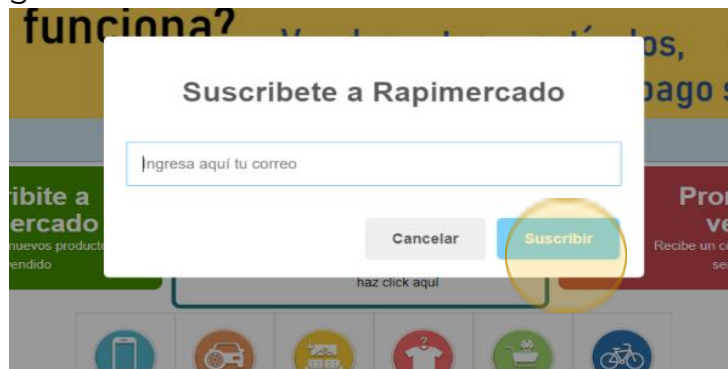 funciona?
os,
pago s
Suscribete a Rapimercado
Ingresa aquí tu correo
Cancelar
Suscribir
ribite a
ercado
nuevos product
endido
haz click aquí
Pro
ve
Recibe un c
se